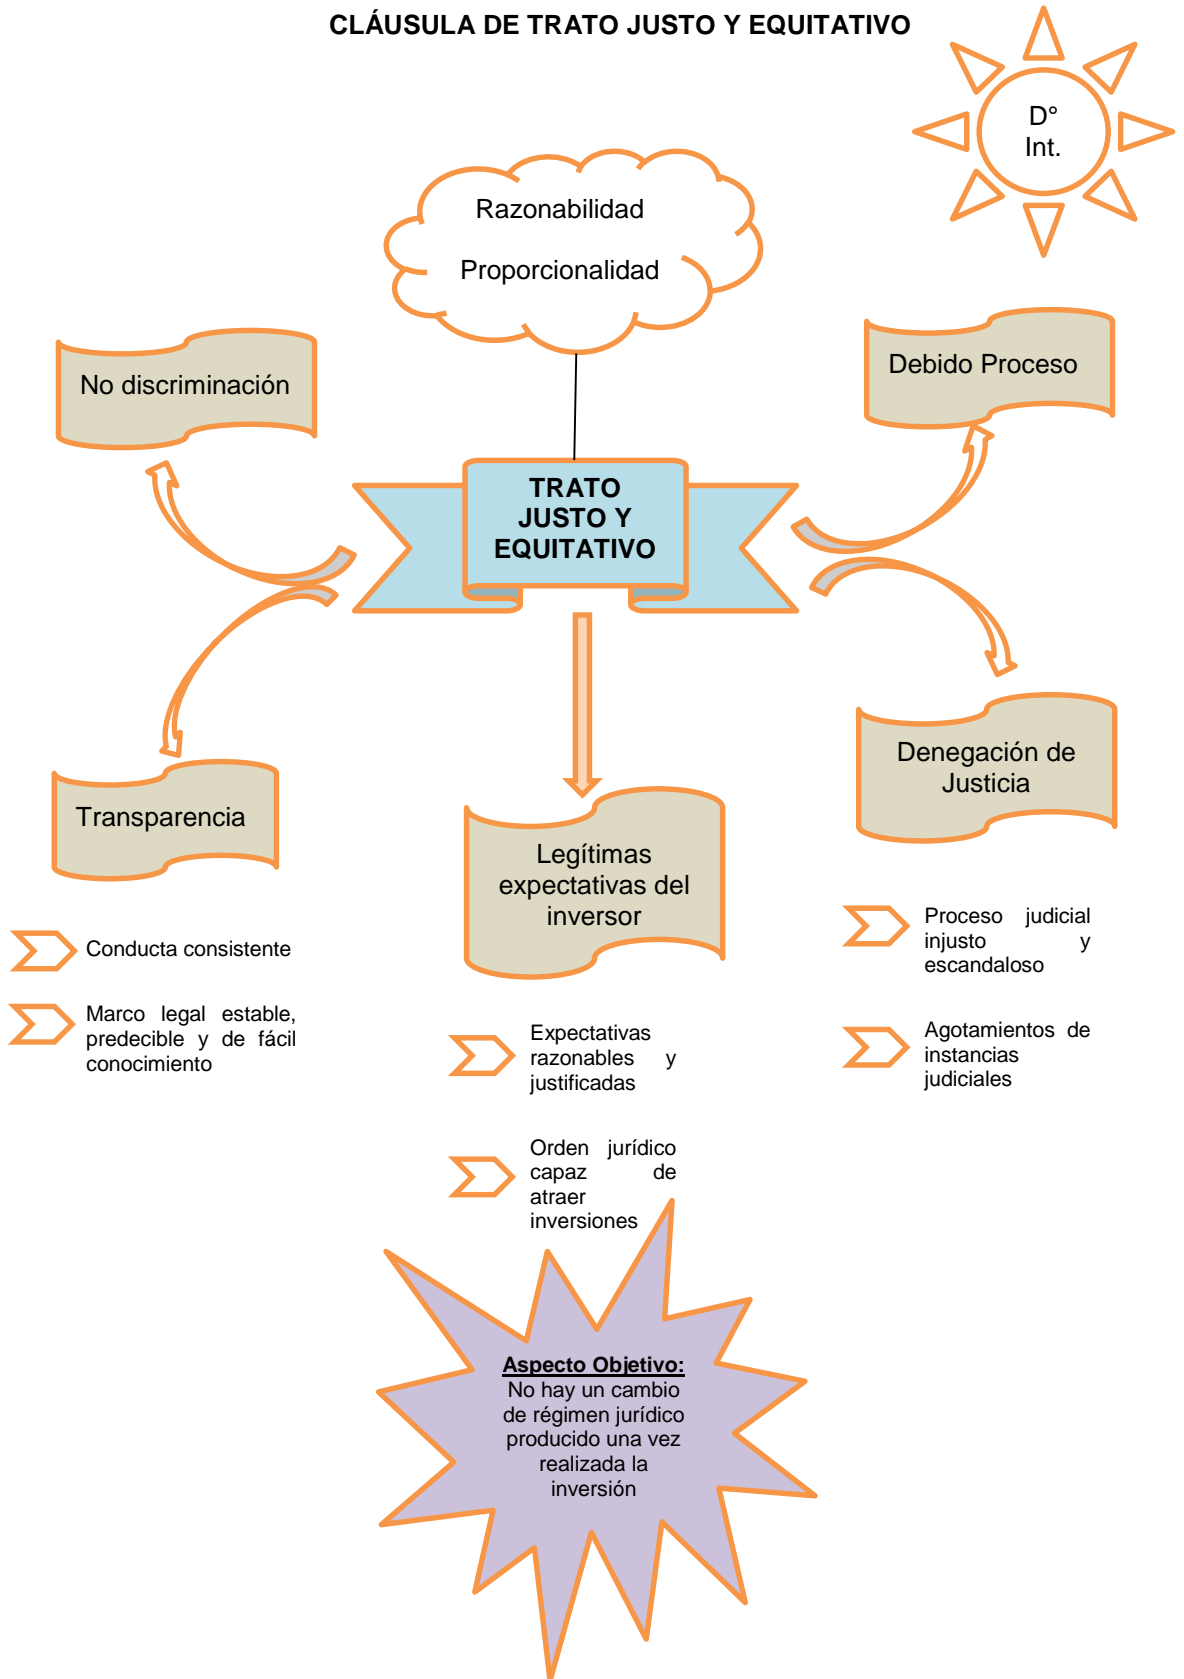 CLÁUSULA DE TRATO JUSTO Y EQUITATIVO
D°
Int.
Razonabilidad
Proporcionalidad
No discriminación
Debido Proceso
TRATO
JUSTO Y
EQUITATIVO
Transparencia
Legítimas
expectativas del
inversor
Denegación de
Justicia
Conducta consistente
Marco legal estable,
predecible y de fácil
conocimiento
Expectativas
razonables y
justificadas
Orden jurídico
capaz de
atraer
inversiones
Proceso judicial
injusto y
escandaloso
Agotamientos de
instancias
judiciales
Aspecto Objetivo:
No hay un cambio
de régimen jurídico
producido una vez
realizada la
inversión